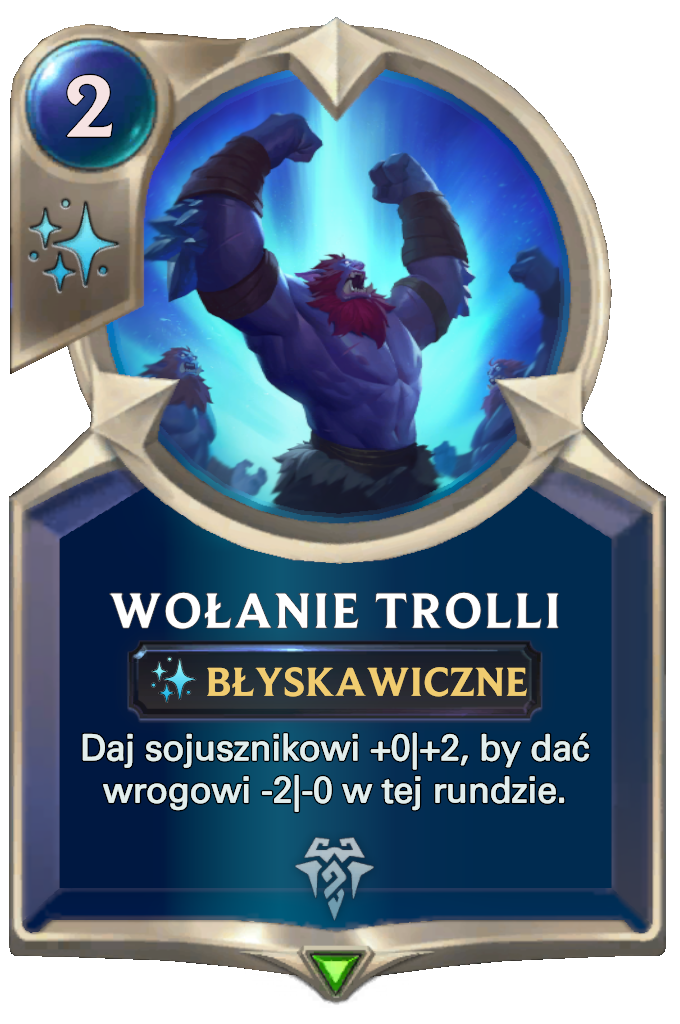 2
WOŁANIE TROLLI
BŁYSKAWICZNE
Daj sojusznikowi +0|+2, by dać
wrogowi -2|-0 w tej rundzie.